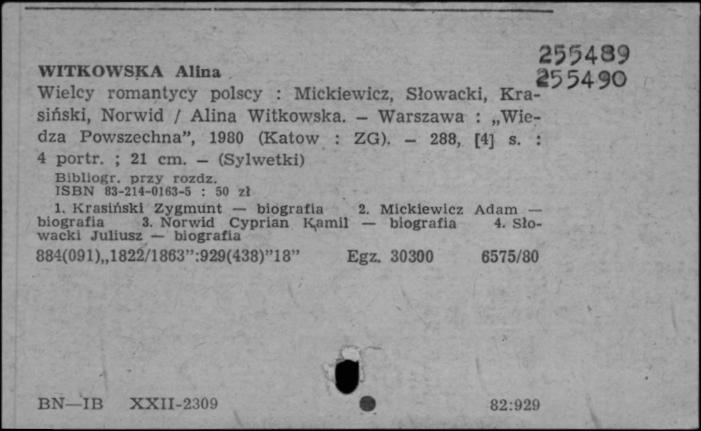 255489
255490
WITKOWSKA Alina
Wielcy romantycy polscy : Mickiewicz, Słowacki, Kra-
siński, Norwid / Alina Witkowska. — Warszawa : „Wie-
dza Powszechna”, 1980 (Katow : ZG). — 288, [4] s. :
4 portr. ; 21 cm. — (Sylwetki)
Bibliogr. przy rozdz.
ISBN 83-214-0163-5 : 50 zł
1. Krasiński Zygmunt — biografia 2. Mickiewicz Adam —
biografia 3. Norwid Cyprian Kamil — biografia 4. Sło-
wacki Juliusz — biografia
884(091)„1822/1863”:929(438)”18” Egz. 30300 6575/80
BN—IB XXII-2309 82:929